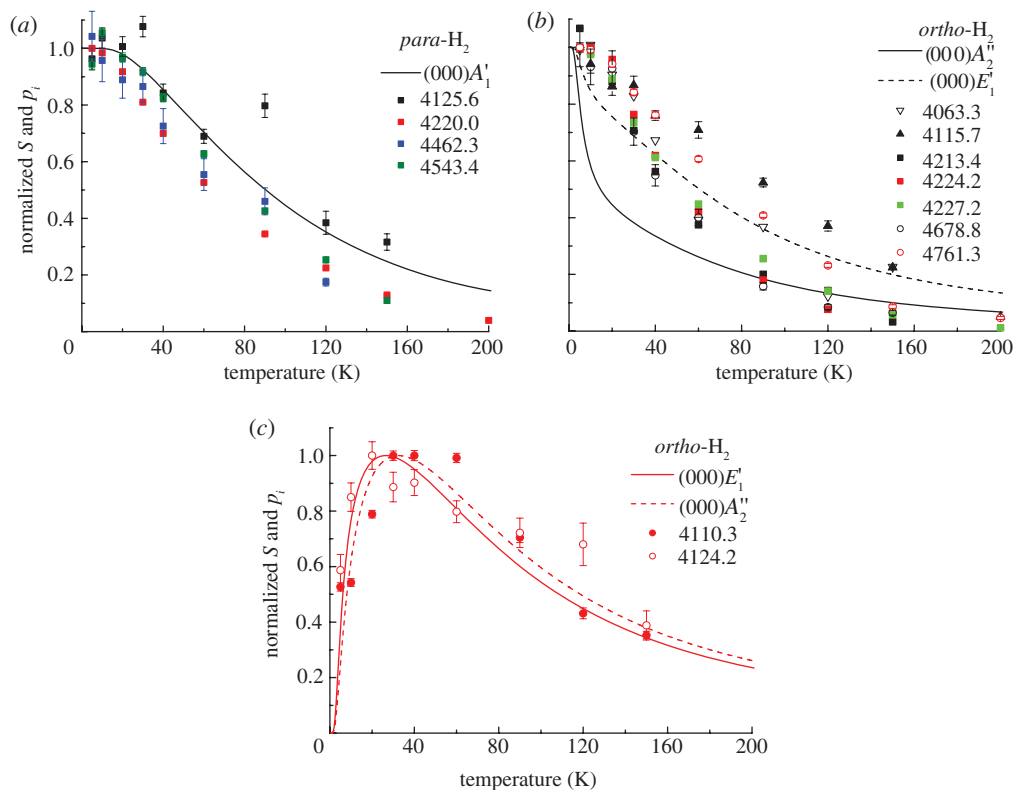 (a)
para-H₂
(000)A'₁
4125.6
4220.0
4462.3
4543.4
normalized S and pᵢ
1.0
0.8
0.6
0.4
0.2
0 40 80 120 160 200
temperature (K)
(b)
ortho-H₂
(000)A''₂
(000)E'₁
4063.3
4115.7
4213.4
4224.2
4227.2
4678.8
4761.3
0 40 80 120 160 200
temperature (K)
(c)
ortho-H₂
(000)E'₁
(000)A''₂
4110.3
4124.2
normalized S and pᵢ
1.0
0.8
0.6
0.4
0.2
0 40 80 120 160 200
temperature (K)